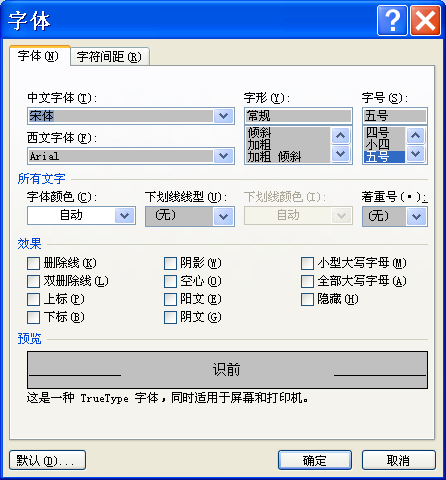 字体
字体(N) 字符间距(R)
中文字体(T): 字形(Y): 字号(S):
宋体 常规 五号
西文字体(F): 倾斜 四号
加粗 小四
Arial 加粗 倾斜 五号
所有文字
字体颜色(C): 下划线线型(U): 下划线颜色(I): 着重号(·):
自动 (无) 自动 (无)
效果
删除线(K) 阴影(W) 小型大写字母(M)
双删除线(L) 空心(O) 全部大写字母(A)
上标(P) 阳文(E) 隐藏(H)
下标(B) 阴文(G)
预览
识前
这是一种 TrueType 字体,同时适用于屏幕和打印机。
默认(D)... 确定 取消